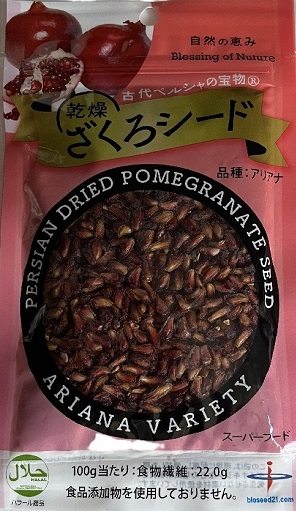 自然の恵み
Blessing of Nature
古代ペルシャの宝物®
乾燥
ざくろシード
品種：アリアナ
PERSIAN DRIED POMEGRANATE SEED
ARIANA VARIETY
スーパーフード
حلال
HALAL
ハラール商品
100g当たり：食物繊維：22.0g
食品添加物を使用しておりません。
bloseed21.com